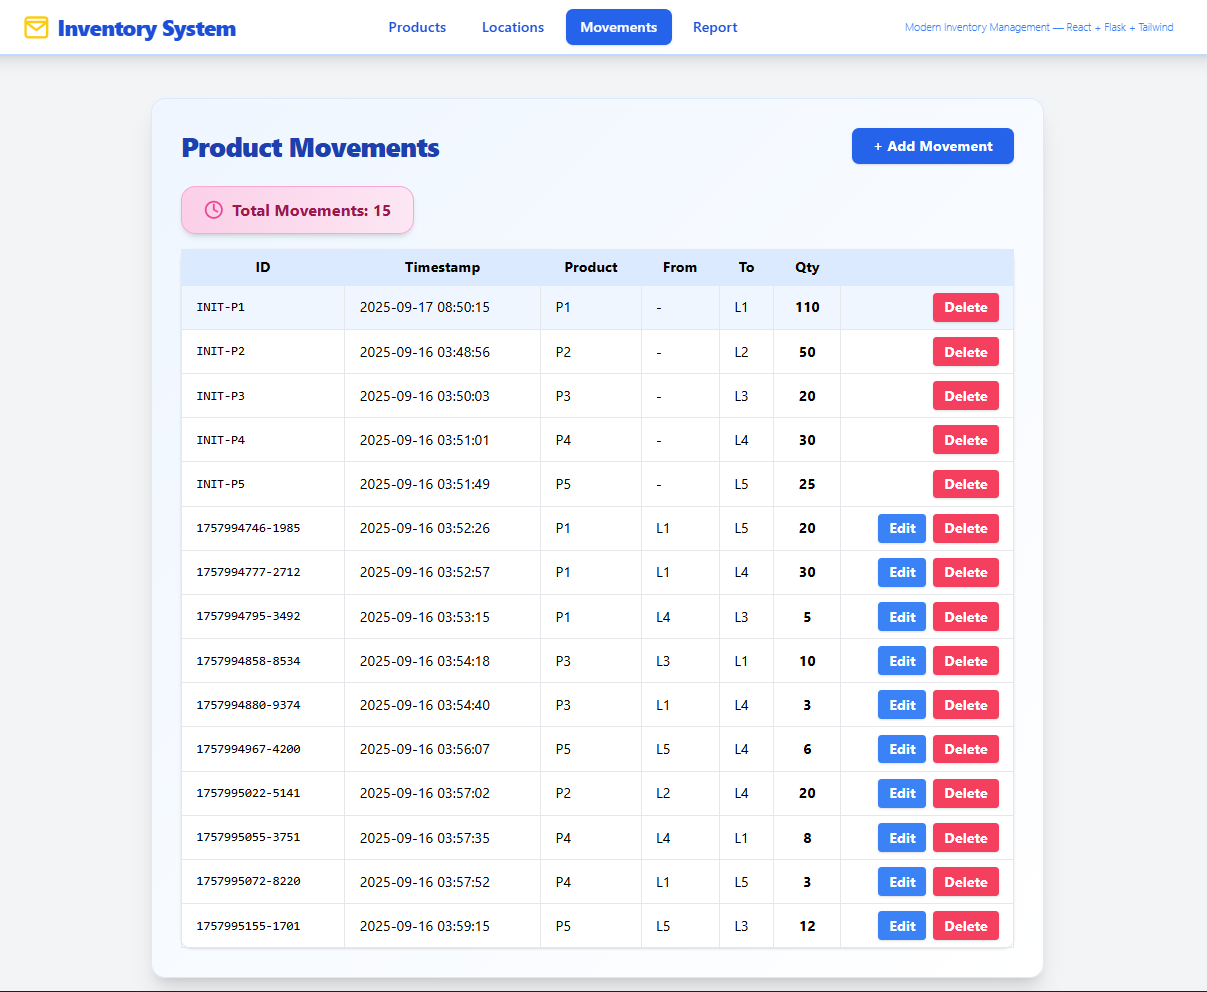 Inventory System
Products Locations Movements Report
Modern Inventory Management — React + Flask + Tailwind
Product Movements
+ Add Movement
Total Movements: 15
ID Timestamp Product From To Qty
INIT-P1 2025-09-17 08:50:15 P1 - L1 110 Delete
INIT-P2 2025-09-16 03:48:56 P2 - L2 50 Delete
INIT-P3 2025-09-16 03:50:03 P3 - L3 20 Delete
INIT-P4 2025-09-16 03:51:01 P4 - L4 30 Delete
INIT-P5 2025-09-16 03:51:49 P5 - L5 25 Delete
1757994746-1985 2025-09-16 03:52:26 P1 L1 L5 20 Edit Delete
1757994777-2712 2025-09-16 03:52:57 P1 L1 L4 30 Edit Delete
1757994795-3492 2025-09-16 03:53:15 P1 L4 L3 5 Edit Delete
1757994858-8534 2025-09-16 03:54:18 P3 L3 L1 10 Edit Delete
1757994880-9374 2025-09-16 03:54:40 P3 L1 L4 3 Edit Delete
1757994967-4200 2025-09-16 03:56:07 P5 L5 L4 6 Edit Delete
1757995022-5141 2025-09-16 03:57:02 P2 L2 L4 20 Edit Delete
1757995055-3751 2025-09-16 03:57:35 P4 L4 L1 8 Edit Delete
1757995072-8220 2025-09-16 03:57:52 P4 L1 L5 3 Edit Delete
1757995155-1701 2025-09-16 03:59:15 P5 L5 L3 12 Edit Delete